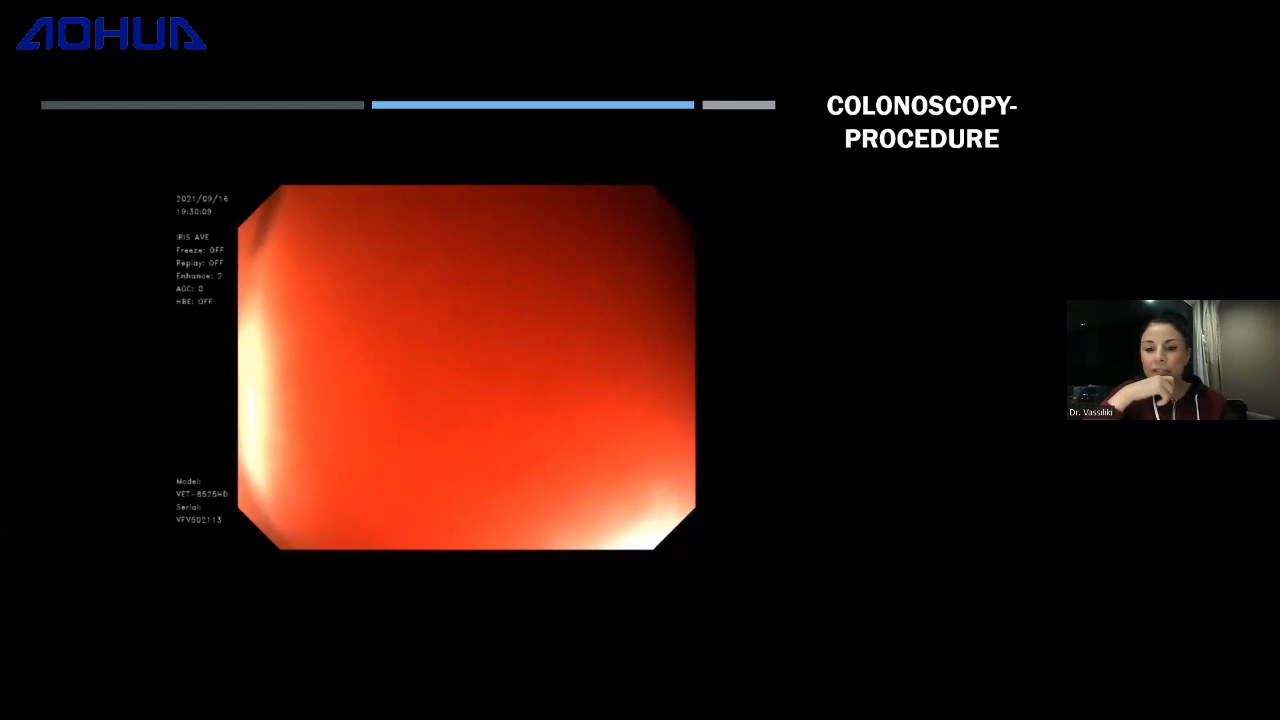 AOHUA
COLONOSCOPY-
PROCEDURE
2021/09/16
19:30:09
IRIS AVE
Freeze: OFF
Replay: OFF
Enhance: 2
AGC: 0
HBE: OFF
Model:
VET-8525HD
Serial:
VFV502113
Dr. Vassiliki